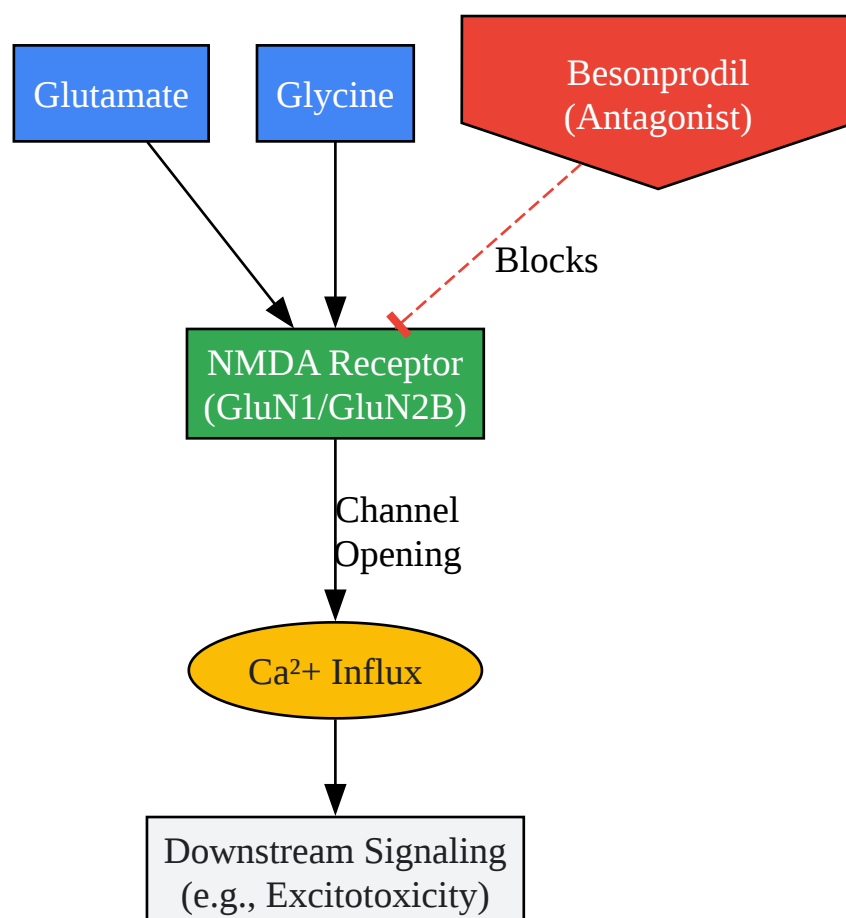 Glutamate
Glycine
Besonprodil
(Antagonist)
Blocks
NMDA Receptor
(GluN1/GluN2B)
Channel
Opening
Ca²+ Influx
Downstream Signaling
(e.g., Excitotoxicity)